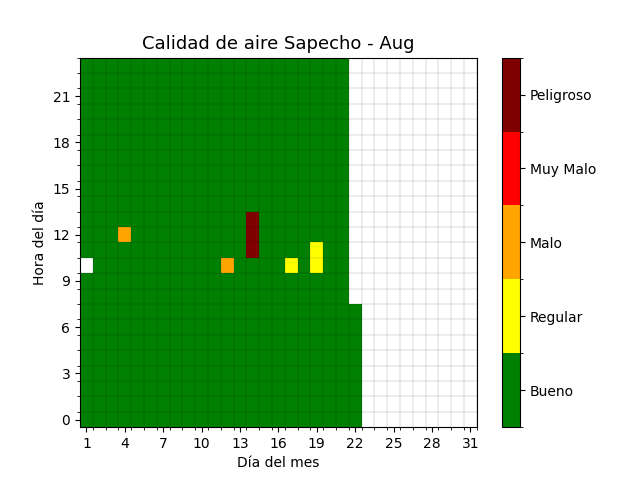 Calidad de aire Sapecho - Aug
Hora del día
21
18
15
12
9
6
3
0
1 4 7 10 13 16 19 22 25 28 31
Día del mes
Peligroso
Muy Malo
Malo
Regular
Bueno